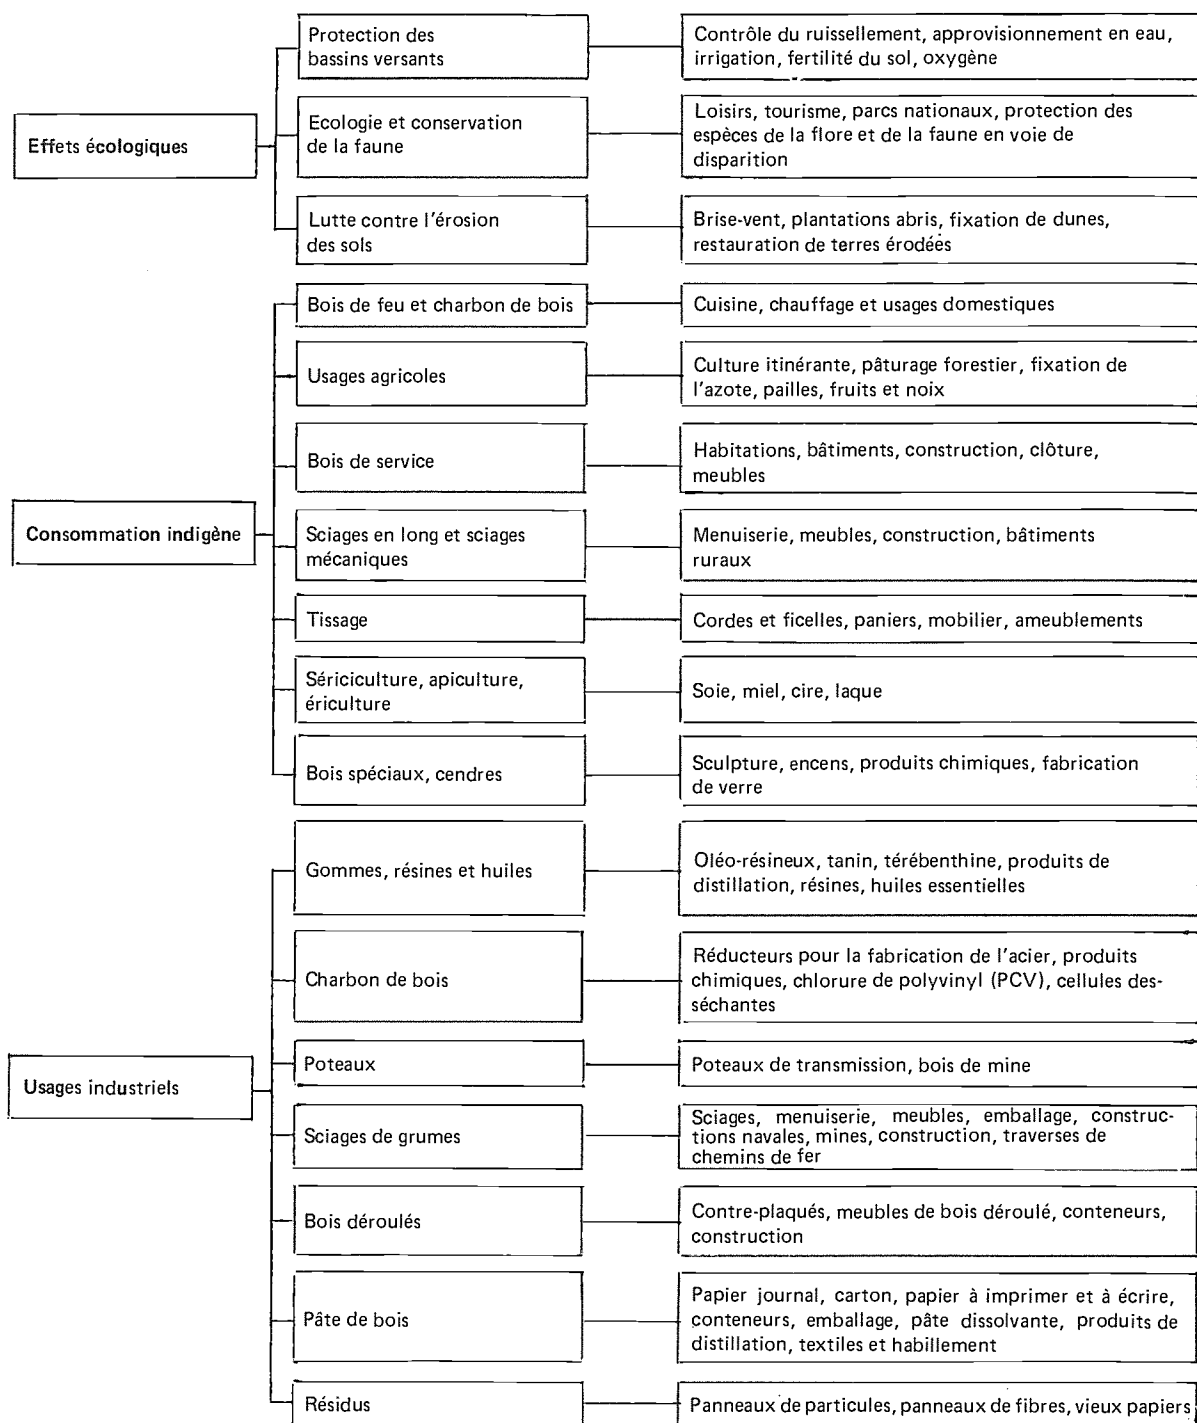 Effets écologiques
Protection des
bassins versants
Contrôle du ruissellement, approvisionnement en eau,
irrigation, fertilité du sol, oxygène
Ecologie et conservation
de la faune
Loisirs, tourisme, parcs nationaux, protection des
espèces de la flore et de la faune en voie de
disparition
Lutte contre l'érosion
des sols
Brise-vent, plantations abris, fixation de dunes,
restauration de terres érodées
Consommation indigène
Bois de feu et charbon de bois
Cuisine, chauffage et usages domestiques
Usages agricoles
Culture itinérante, pâturage forestier, fixation de
l'azote, pailles, fruits et noix
Bois de service
Habitations, bâtiments, construction, clôture,
meubles
Sciages en long et sciages
mécaniques
Menuiserie, meubles, construction, bâtiments
ruraux
Tissage
Cordes et ficelles, paniers, mobilier, ameublements
Sériciculture, apiculture,
ériculture
Soie, miel, cire, laque
Bois spéciaux, cendres
Sculpture, encens, produits chimiques, fabrication
de verre
Usages industriels
Gommes, résines et huiles
Oléo-résineux, tanin, térébenthine, produits de
distillation, résines, huiles essentielles
Charbon de bois
Réducteurs pour la fabrication de l'acier, produits
chimiques, chlorure de polyvinyl (PCV), cellules des-
séchantes
Poteaux
Poteaux de transmission, bois de mine
Sciages de grumes
Sciages, menuiserie, meubles, emballage, construc-
tions navales, mines, construction, traverses de
chemins de fer
Bois déroulés
Contre-plaqués, meubles de bois déroulé, conteneurs,
construction
Pâte de bois
Papier journal, carton, papier à imprimer et à écrire,
conteneurs, emballage, pâte dissolvante, produits de
distillation, textiles et habillement
Résidus
Panneaux de particules, panneaux de fibres, vieux papiers